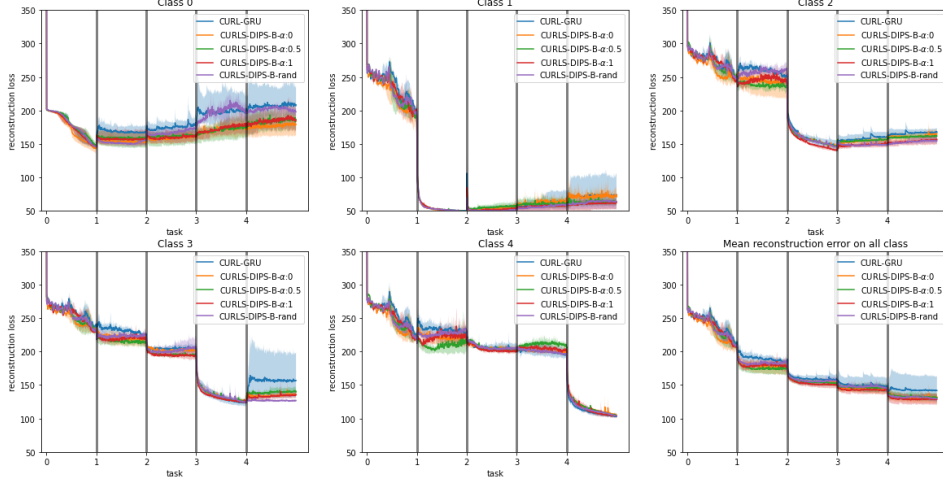 Class 0
350
300
250
200
150
100
50
reconstruction loss
0
1
2
3
4
task
CURL-GRU
CURLS-DIPS-B-α:0
CURLS-DIPS-B-α:0.5
CURLS-DIPS-B-α:1
CURLS-DIPS-B-rand
Class 1
350
300
250
200
150
100
50
reconstruction loss
0
1
2
3
4
task
CURL-GRU
CURLS-DIPS-B-α:0
CURLS-DIPS-B-α:0.5
CURLS-DIPS-B-α:1
CURLS-DIPS-B-rand
Class 2
350
300
250
200
150
100
50
reconstruction loss
0
1
2
3
4
task
CURL-GRU
CURLS-DIPS-B-α:0
CURLS-DIPS-B-α:0.5
CURLS-DIPS-B-α:1
CURLS-DIPS-B-rand
Class 3
350
300
250
200
150
100
50
reconstruction loss
0
1
2
3
4
task
CURL-GRU
CURLS-DIPS-B-α:0
CURLS-DIPS-B-α:0.5
CURLS-DIPS-B-α:1
CURLS-DIPS-B-rand
Class 4
350
300
250
200
150
100
50
reconstruction loss
0
1
2
3
4
task
CURL-GRU
CURLS-DIPS-B-α:0
CURLS-DIPS-B-α:0.5
CURLS-DIPS-B-α:1
CURLS-DIPS-B-rand
Mean reconstruction error on all class
350
300
250
200
150
100
50
reconstruction loss
0
1
2
3
4
task
CURL-GRU
CURLS-DIPS-B-α:0
CURLS-DIPS-B-α:0.5
CURLS-DIPS-B-α:1
CURLS-DIPS-B-rand